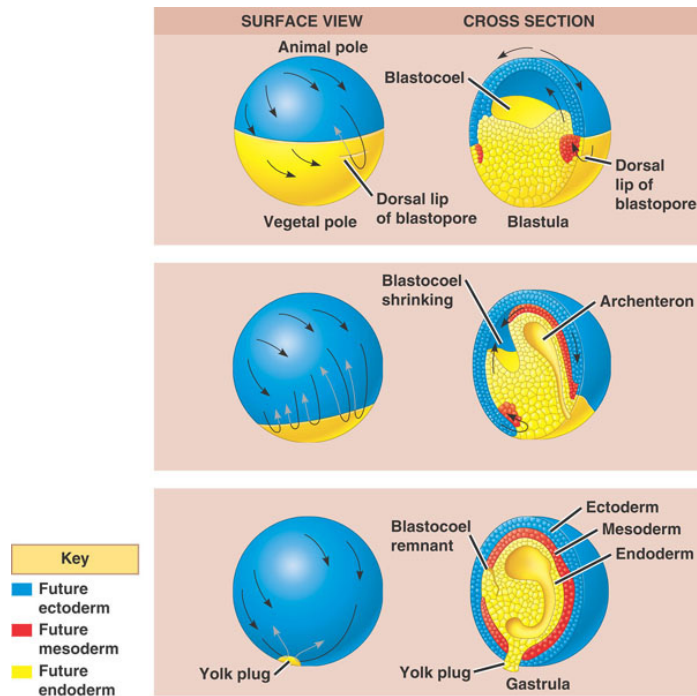 SURFACE VIEW
CROSS SECTION
Animal pole
Blastocoel
Dorsal lip
of blastopore
Vegetal pole
Dorsal
lip of
blastopore
Blastula
Blastocoel
shrinking
Archenteron
Blastocoel
remnant
Ectoderm
Mesoderm
Endoderm
Yolk plug
Yolk plug
Gastrula
Key
Future
ectoderm
Future
mesoderm
Future
endoderm